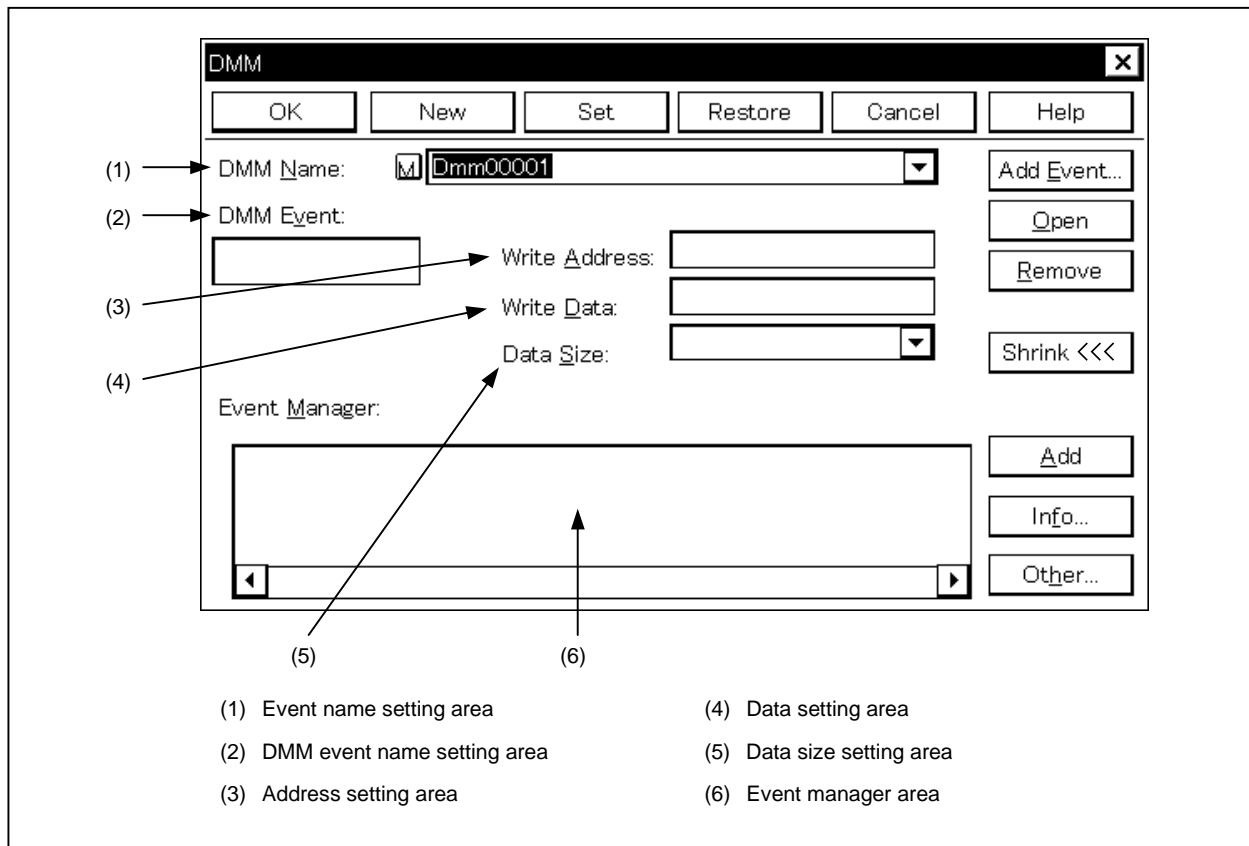 DMM
OK New Set Restore Cancel Help
(1) DMM Name: M Dmm00001 Add Event...
(2) DMM Event: Open
Write Address: Remove
(3)
Write Data:
Data Size: Shrink <<<
(4)
Event Manager:
Add
Info...
Other...
(5) (6)
(1) Event name setting area (4) Data setting area
(2) DMM event name setting area (5) Data size setting area
(3) Address setting area (6) Event manager area